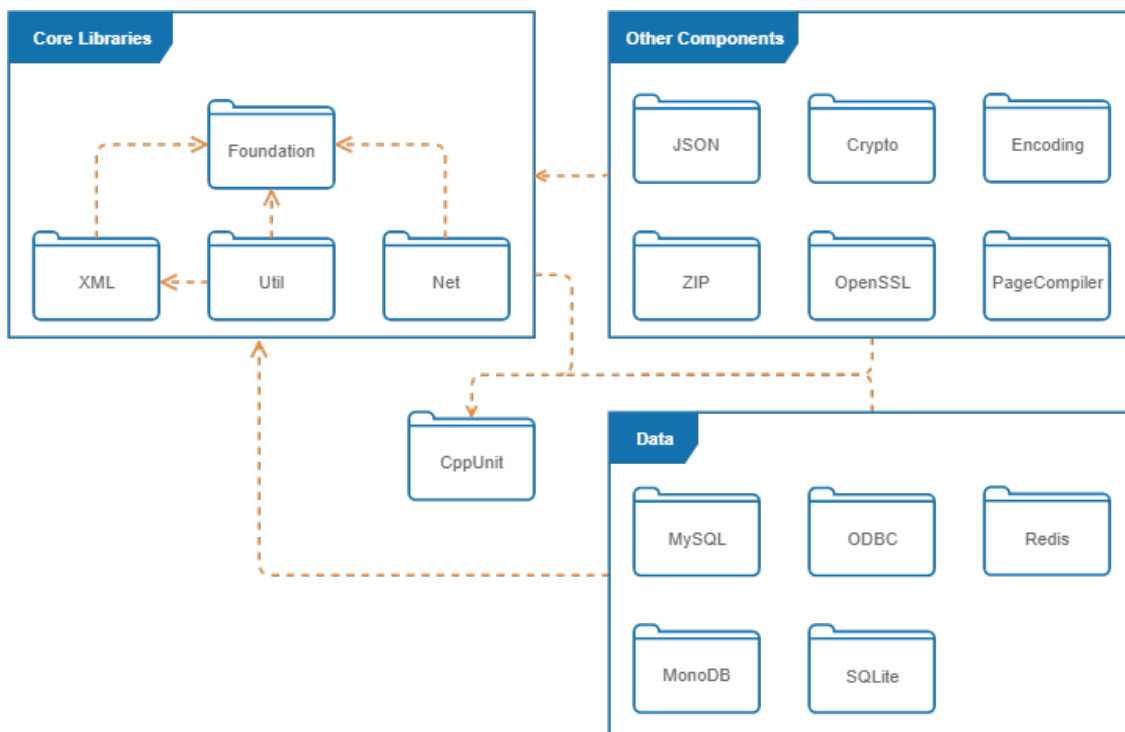 Core Libraries
Foundation
XML
Util
Net
Other Components
JSON
Crypto
Encoding
ZIP
OpenSSL
PageCompiler
CppUnit
Data
MySQL
ODBC
Redis
MonoDB
SQLite